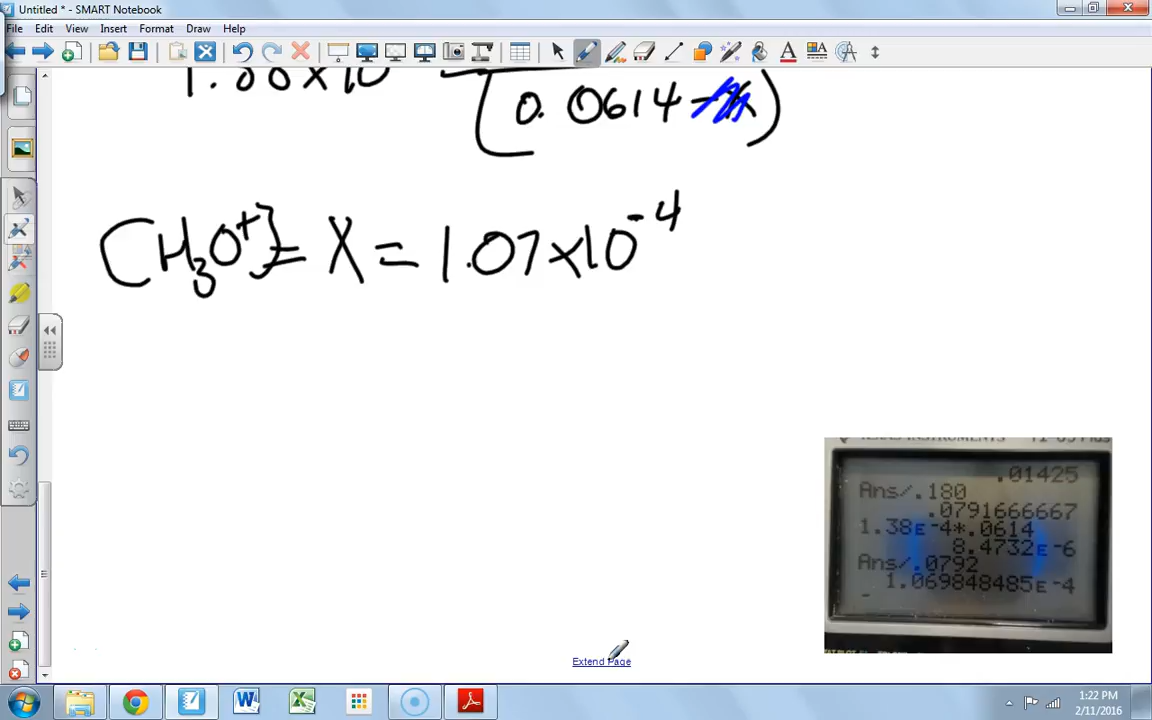 Untitled * - SMART Notebook
File Edit View Insert Format Draw Help
(0.0614-x)
[H3O+]= X = 1.07x10-4
.01425
Ans/.180
.0791666667
1.38E-4*.0614
8.4732E-6
Ans/.0792
1.069848485E-4
Extend Page
1:22 PM
2/11/2016